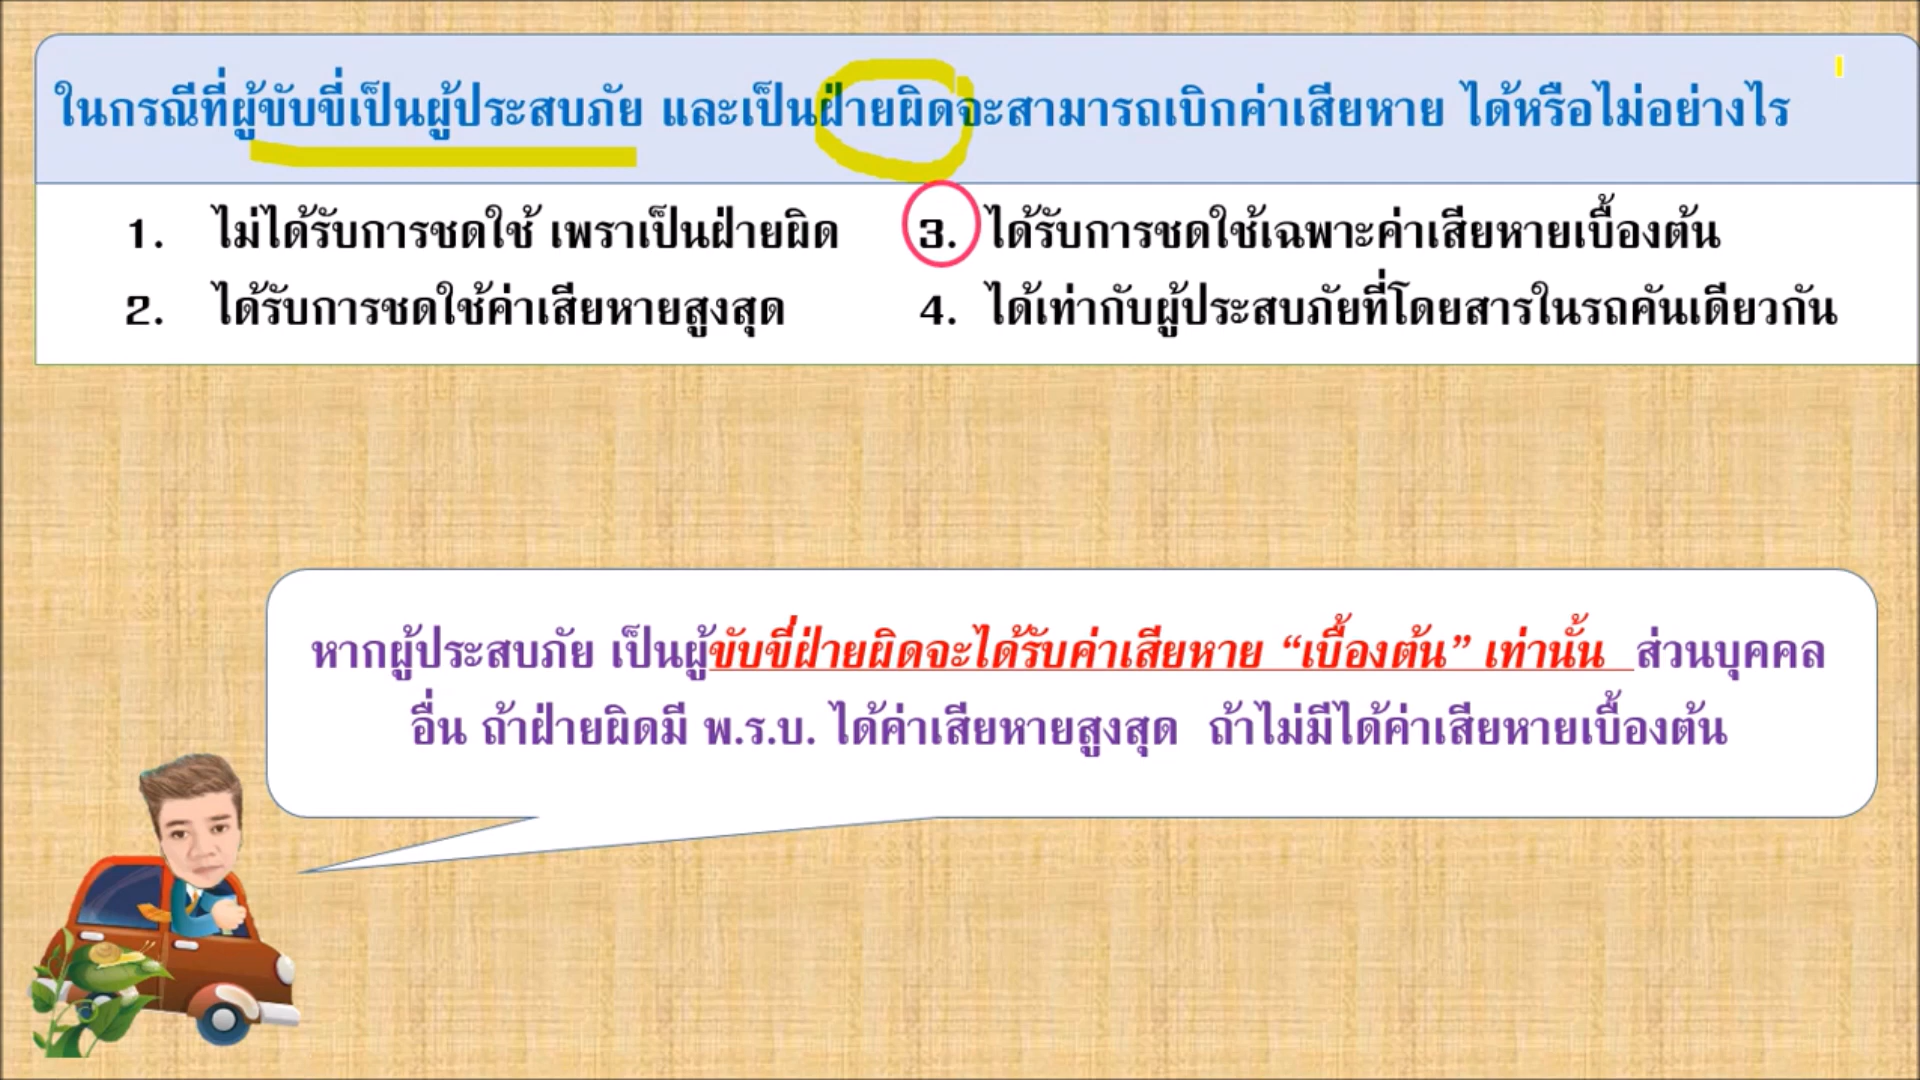 ในกรณีที่ผู้ขับขี่เป็นผู้ประสบภัย และเป็นฝ่ายผิดจะสามารถเบิกค่าเสียหาย ได้หรือไม่อย่างไร
1. ไม่ได้รับการชดใช้ เพราะเป็นฝ่ายผิด
2. ได้รับการชดใช้ค่าเสียหายสูงสุด
3. ได้รับการชดใช้เฉพาะค่าเสียหายเบื้องต้น
4. ได้เท่ากับผู้ประสบภัยที่โดยสารในรถคันเดียวกัน
หากผู้ประสบภัย เป็นผู้ขับขี่ฝ่ายผิดจะได้รับค่าเสียหาย “เบื้องต้น” เท่านั้น ส่วนบุคคล
อื่น ถ้าฝ่ายผิดมี พ.ร.บ. ได้ค่าเสียหายสูงสุด ถ้าไม่มีได้ค่าเสียหายเบื้องต้น